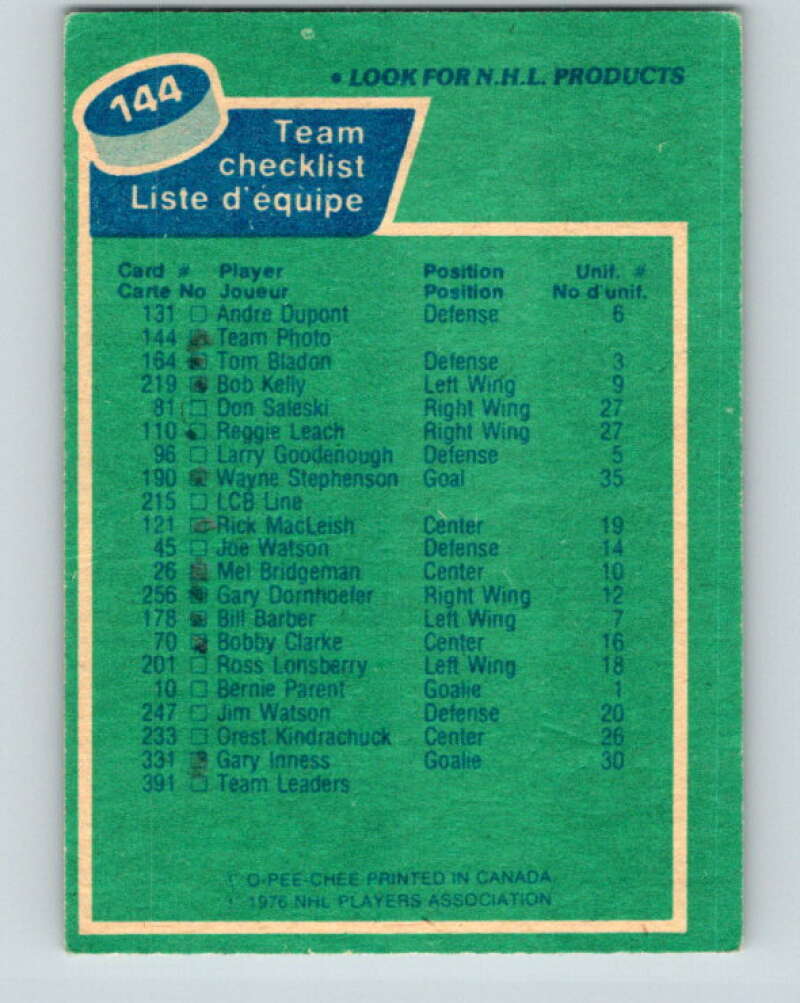 144
• LOOK FOR N.H.L. PRODUCTS
Team
checklist
Liste d'équipe
Card # Player Position Unif. #
Carte No Joueur Position No d'unif.
131 Andre Dupont Defense 6
144 Team Photo
164 Tom Bladon Defense 3
219 Bob Kelly Left Wing 9
81 Don Saleski Right Wing 27
110 Reggie Leach Right Wing 27
96 Larry Goodenough Defense 5
190 Wayne Stephenson Goal 35
215 LCB Line
121 Rick MacLeish Center 19
45 Joe Watson Defense 14
26 Mel Bridgeman Center 10
256 Gary Dornhoefer Right Wing 12
178 Bill Barber Left Wing 7
70 Bobby Clarke Center 16
201 Ross Lonsberry Left Wing 18
10 Bernie Parent Goalie 1
247 Jim Watson Defense 20
233 Orest Kindrachuck Center 26
331 Gary Inness Goalie 30
391 Team Leaders
O-PEE-CHEE PRINTED IN CANADA
1976 NHL PLAYERS ASSOCIATION